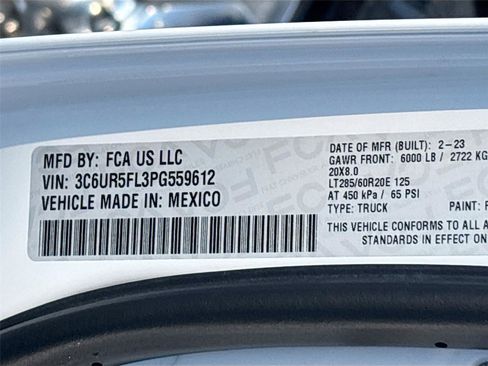 MFD BY: FCA US LLC
VIN: 3C6UR5FL3PG559612
VEHICLE MADE IN: MEXICO
DATE OF MFR (BUILT): 2-23
GAWR FRONT: 6000 LB / 2722 KG
20X8.0
LT285/60R20E 125
AT 450 kPa / 65 PSI
TYPE: TRUCK PAINT:
THIS VEHICLE CONFORMS TO ALL
STANDARDS IN EFFECT ON